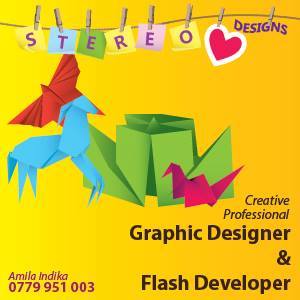 STEREO DESIGNS
Creative
Professional
Graphic Designer
&
Flash Developer
Amila Indika
0779 951 003